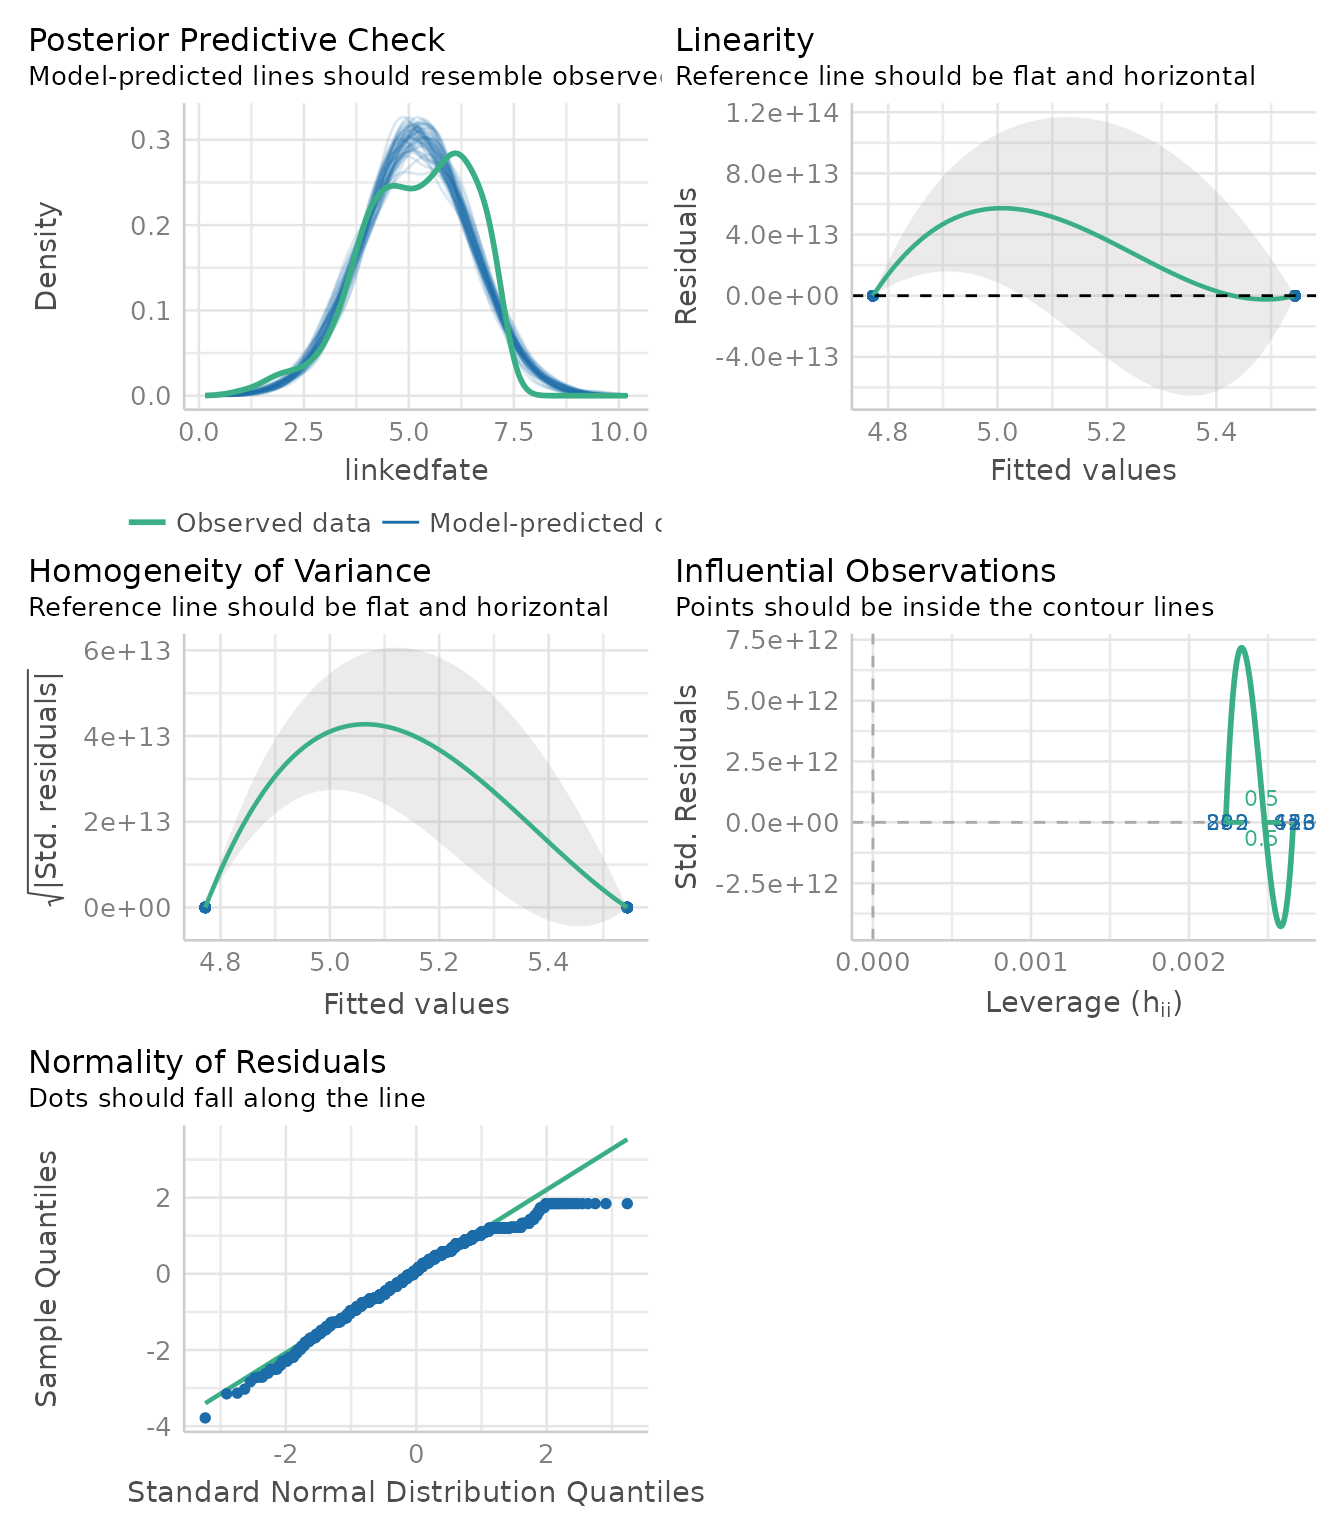 Posterior Predictive Check
Model-predicted lines should resemble observe
0.3
0.2
0.1
0.0
Density
0.0 2.5 5.0 7.5 10.0
linkedfate
Observed data Model-predicted
Linearity
Reference line should be flat and horizontal
1.2e+14
8.0e+13
4.0e+13
0.0e+00
-4.0e+13
Residuals
4.8 5.0 5.2 5.4
Fitted values
Homogeneity of Variance
Reference line should be flat and horizontal
6e+13
4e+13
2e+13
0e+00
√|Std. residuals|
4.8 5.0 5.2 5.4
Fitted values
Influential Observations
Points should be inside the contour lines
7.5e+12
5.0e+12
2.5e+12
0.0e+00
-2.5e+12
Std. Residuals
0.5
0.5
0.000 0.001 0.002
Leverage (hii)
Normality of Residuals
Dots should fall along the line
2
0
-2
-4
Sample Quantiles
-2 0 2
Standard Normal Distribution Quantiles